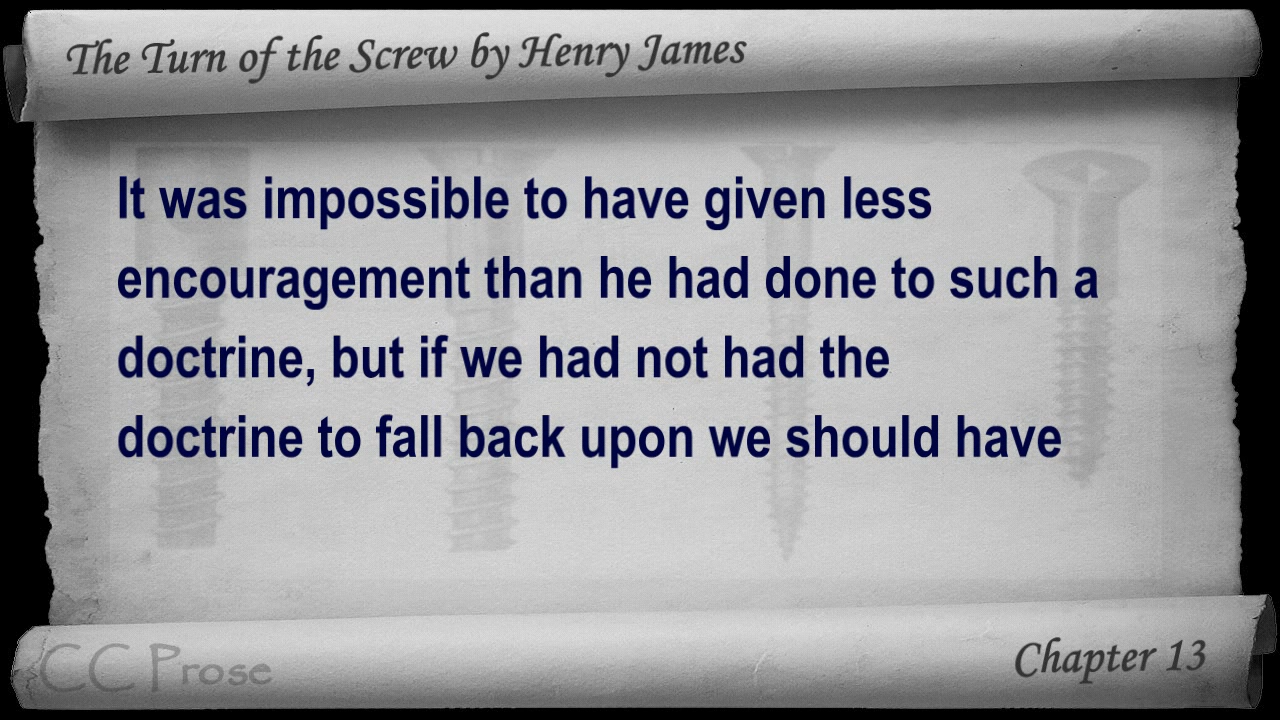 The Turn of the Screw by Henry James
It was impossible to have given less
encouragement than he had done to such a
doctrine, but if we had not had the
doctrine to fall back upon we should have
CC Prose
Chapter 13